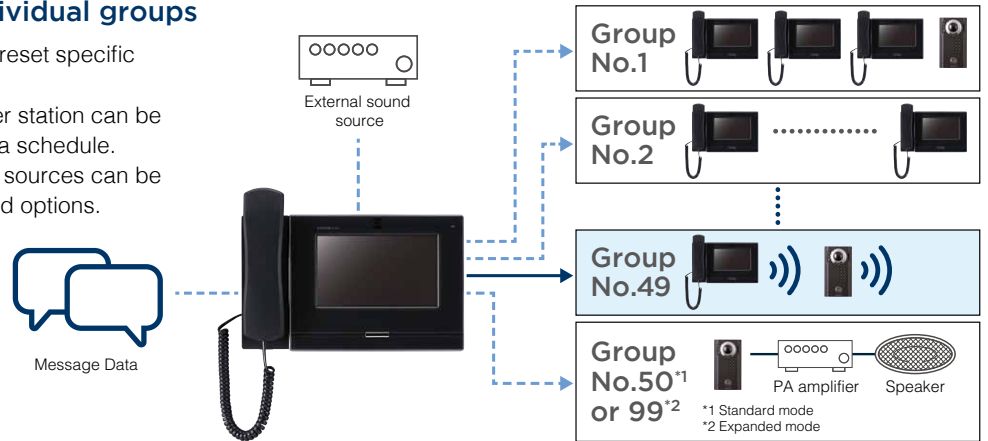 ividual groups
reset specific
er station can be
a schedule.
sources can be
d options.
External sound
source
Message Data
Group
No.1
Group
No.2
Group
No.49
Group
No.50*1
or 99*2
PA amplifier
Speaker
*1 Standard mode
*2 Expanded mode